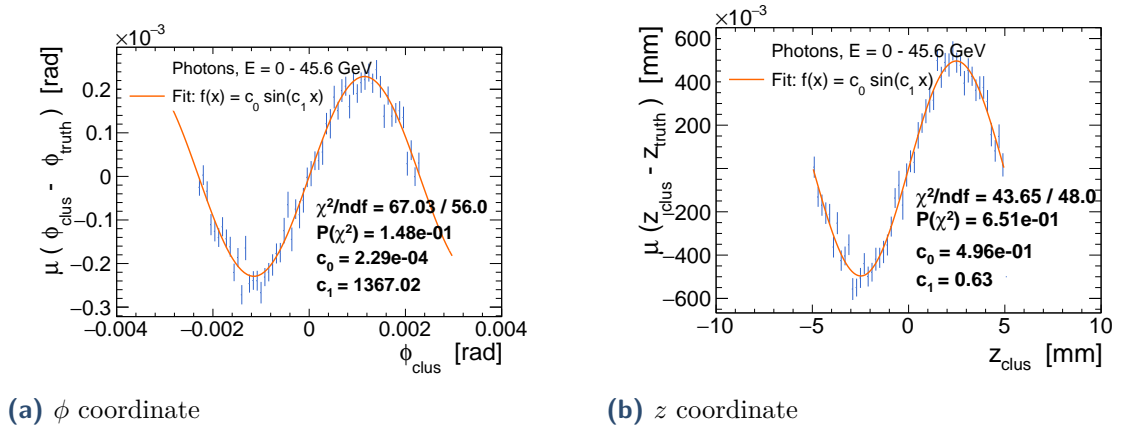 ×10⁻³
0.2
0.1
0
−0.1
−0.2
−0.3
μ ( ϕ_clus - ϕ_truth ) [rad]
Photons, E = 0 - 45.6 GeV
Fit: f(x) = c₀ sin(c₁ x)
χ²/ndf = 67.03 / 56.0
P(χ²) = 1.48e-01
c₀ = 2.29e-04
c₁ = 1367.02
−0.004 −0.002 0 0.002 0.004
ϕ_clus [rad]
(a) ϕ coordinate
×10⁻³
600
400
200
−200
−400
−600
μ (z_clus - z_truth) [mm]
Photons, E = 0 - 45.6 GeV
Fit: f(x) = c₀ sin(c₁ x)
χ²/ndf = 43.65 / 48.0
P(χ²) = 6.51e-01
c₀ = 4.96e-01
c₁ = 0.63
−10 −5 0 5 10
z_clus [mm]
(b) z coordinate